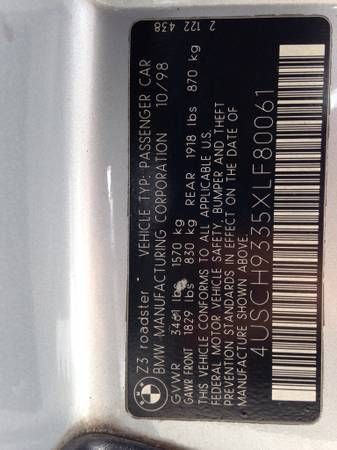 BMW
Z3 roadster
VEHICLE TYP: PASSENGER CAR
BMW MANUFACTURING CORPORATION 10/98
GVWR 3461 lbs 1570 kg
GAWR FRONT 1829 lbs 830 kg REAR 1918 lbs 870 kg
THIS VEHICLE CONFORMS TO ALL APPLICABLE U.S.
FEDERAL MOTOR VEHICLE SAFETY, BUMPER AND THEFT
PREVENTION STANDARDS IN EFFECT ON THE DATE OF
MANUFACTURE SHOWN ABOVE.
4USCH9335XLF80061
2 122 438